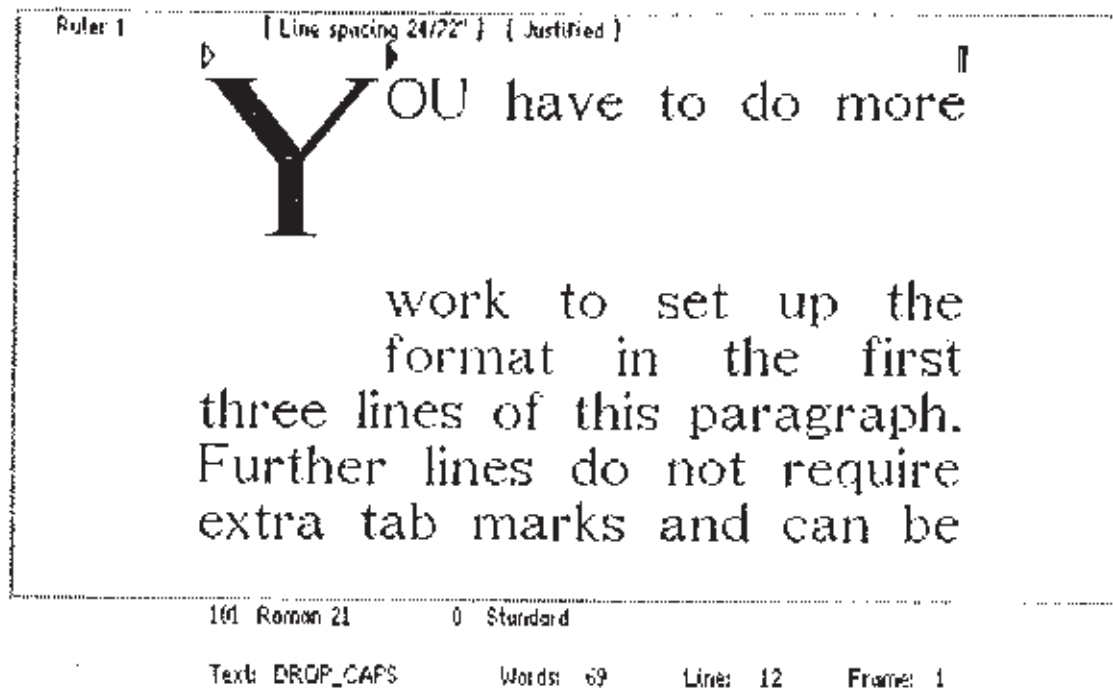 Ruler 1 [ Line spacing 24/72" ] { Justified }
YOU have to do more
work to set up the
format in the first
three lines of this paragraph.
Further lines do not require
extra tab marks and can be
101 Roman 21 0 Standard
Text: DROP_CAPS Words: 69 Line: 12 Frame: 1